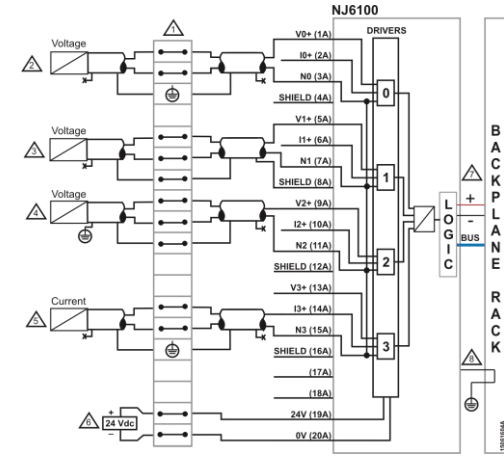 NJ6100
DRIVERS
1
Voltage
2
V0+ (1A)
I0+ (2A)
N0 (3A)
SHIELD (4A)
0
Voltage
3
V1+ (5A)
I1+ (6A)
N1 (7A)
SHIELD (8A)
1
Voltage
4
V2+ (9A)
I2+ (10A)
N2 (11A)
SHIELD (12A)
2
Current
5
V3+ (13A)
I3+ (14A)
N3 (15A)
SHIELD (16A)
3
(17A)
(18A)
6
+
24 Vdc
–
24V (19A)
0V (20A)
LOGIC
7
+
-
BUS
8
BACKPLANE
RACK